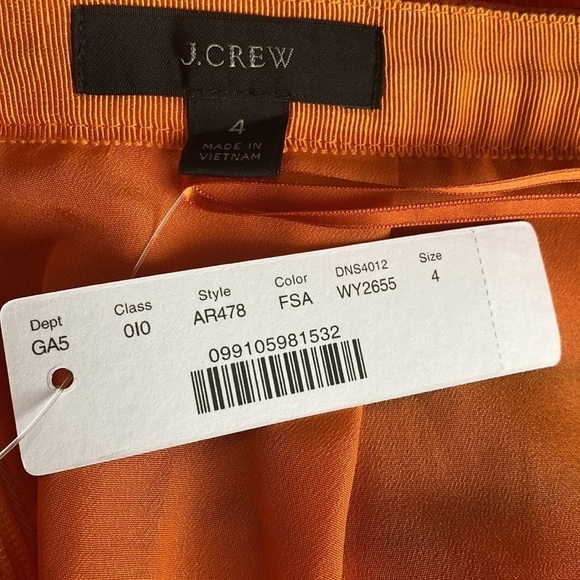 J.CREW
4
MADE IN
VIETNAM
Dept Class Style Color DNS4012 Size
GA5 0I0 AR478 FSA WY2655 4
099105981532